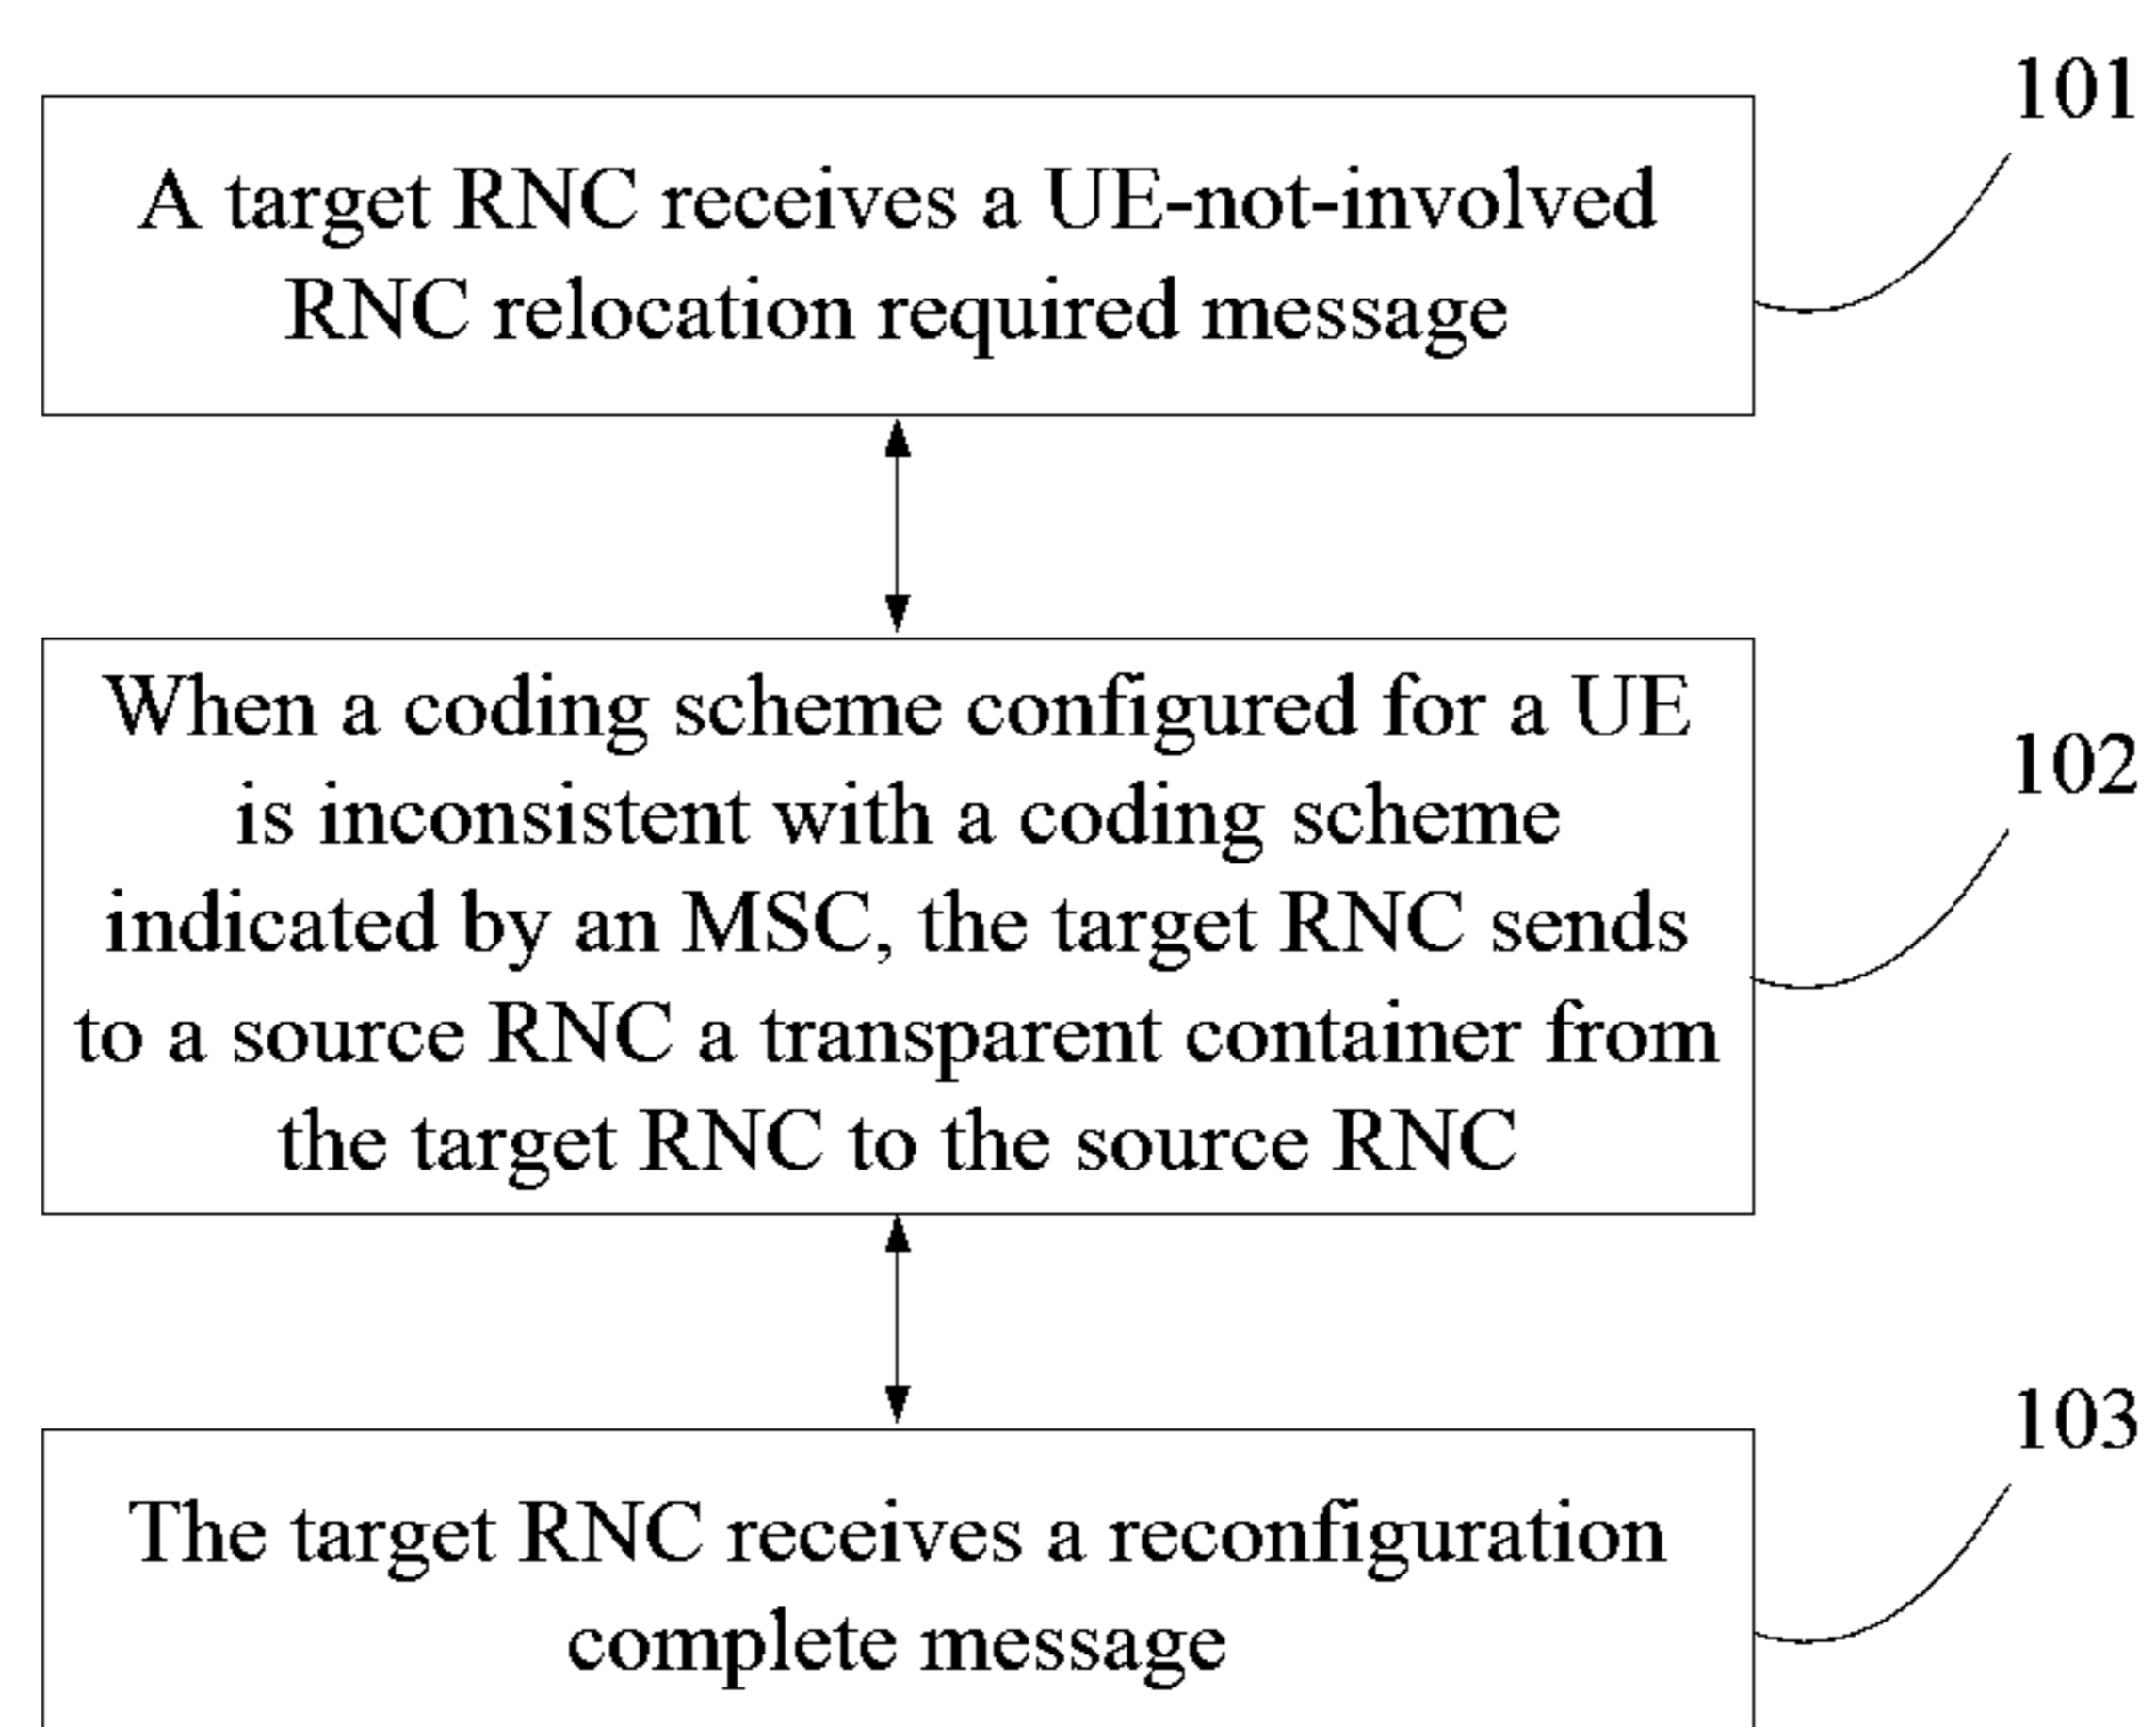 101
A target RNC receives a UE-not-involved
RNC relocation required message
When a coding scheme configured for a UE
is inconsistent with a coding scheme
indicated by an MSC, the target RNC sends
to a source RNC a transparent container from
the target RNC to the source RNC
102
The target RNC receives a reconfiguration
complete message
103